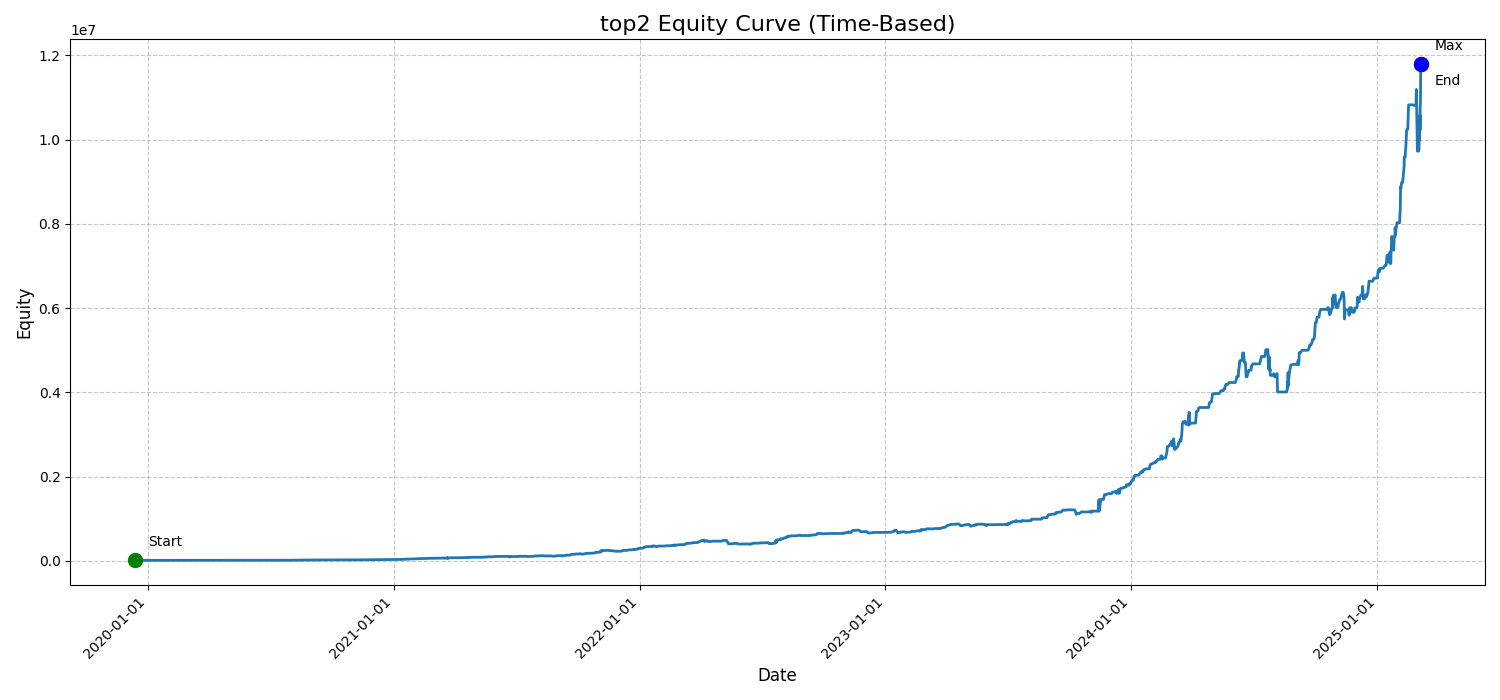 top2 Equity Curve (Time-Based)
1e7
Max
End
Start
1.2
1.0
0.8
0.6
0.4
0.2
0.0
Equity
2020-01-01
2021-01-01
2022-01-01
2023-01-01
2024-01-01
2025-01-01
Date